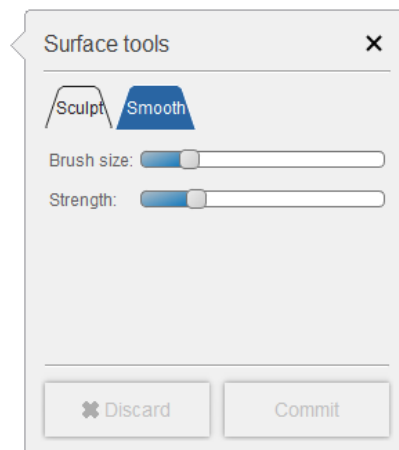 Surface tools
Sculpt Smooth
Brush size:
Strength:
Discard Commit